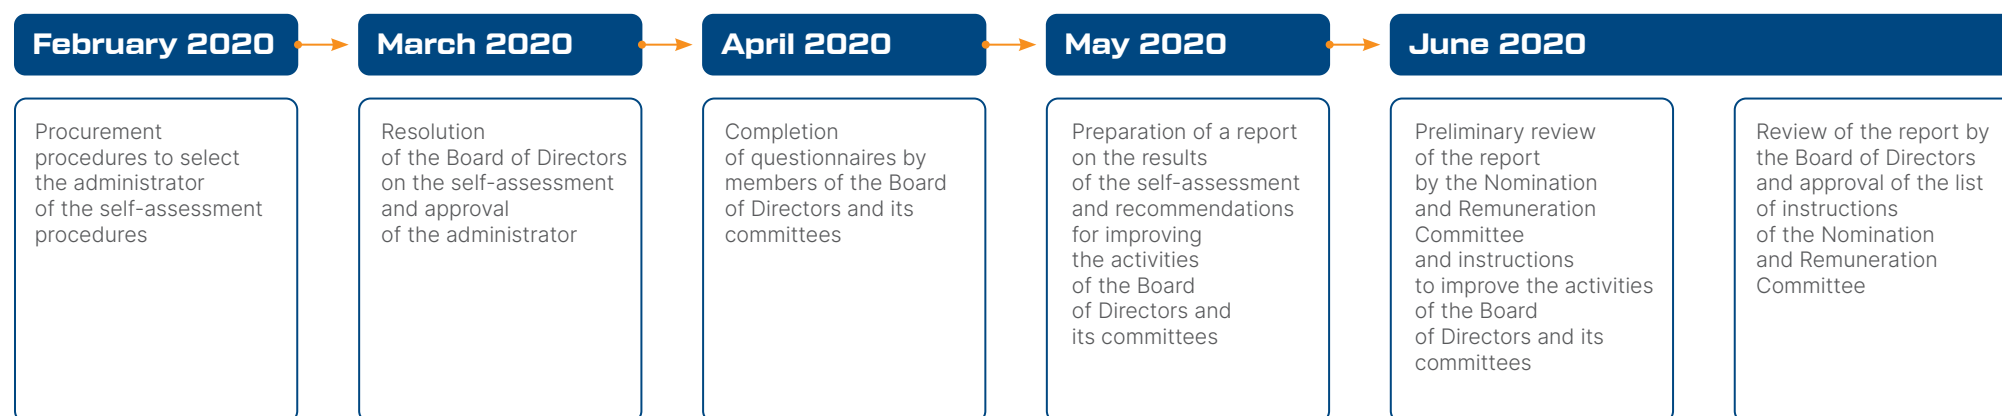 February 2020
March 2020
April 2020
May 2020
June 2020
Procurement
procedures to select
the administrator
of the self-assessment
procedures
Resolution
of the Board of Directors
on the self-assessment
and approval
of the administrator
Completion
of questionnaires by
members of the Board
of Directors and its
committees
Preparation of a report
on the results
of the self-assessment
and recommendations
for improving
the activities
of the Board
of Directors and
its committees
Preliminary review
of the report
by the Nomination
and Remuneration
Committee
and instructions
to improve the activities
of the Board
of Directors and its
committees
Review of the report by
the Board of Directors
and approval of the list
of instructions
of the Nomination
and Remuneration
Committee